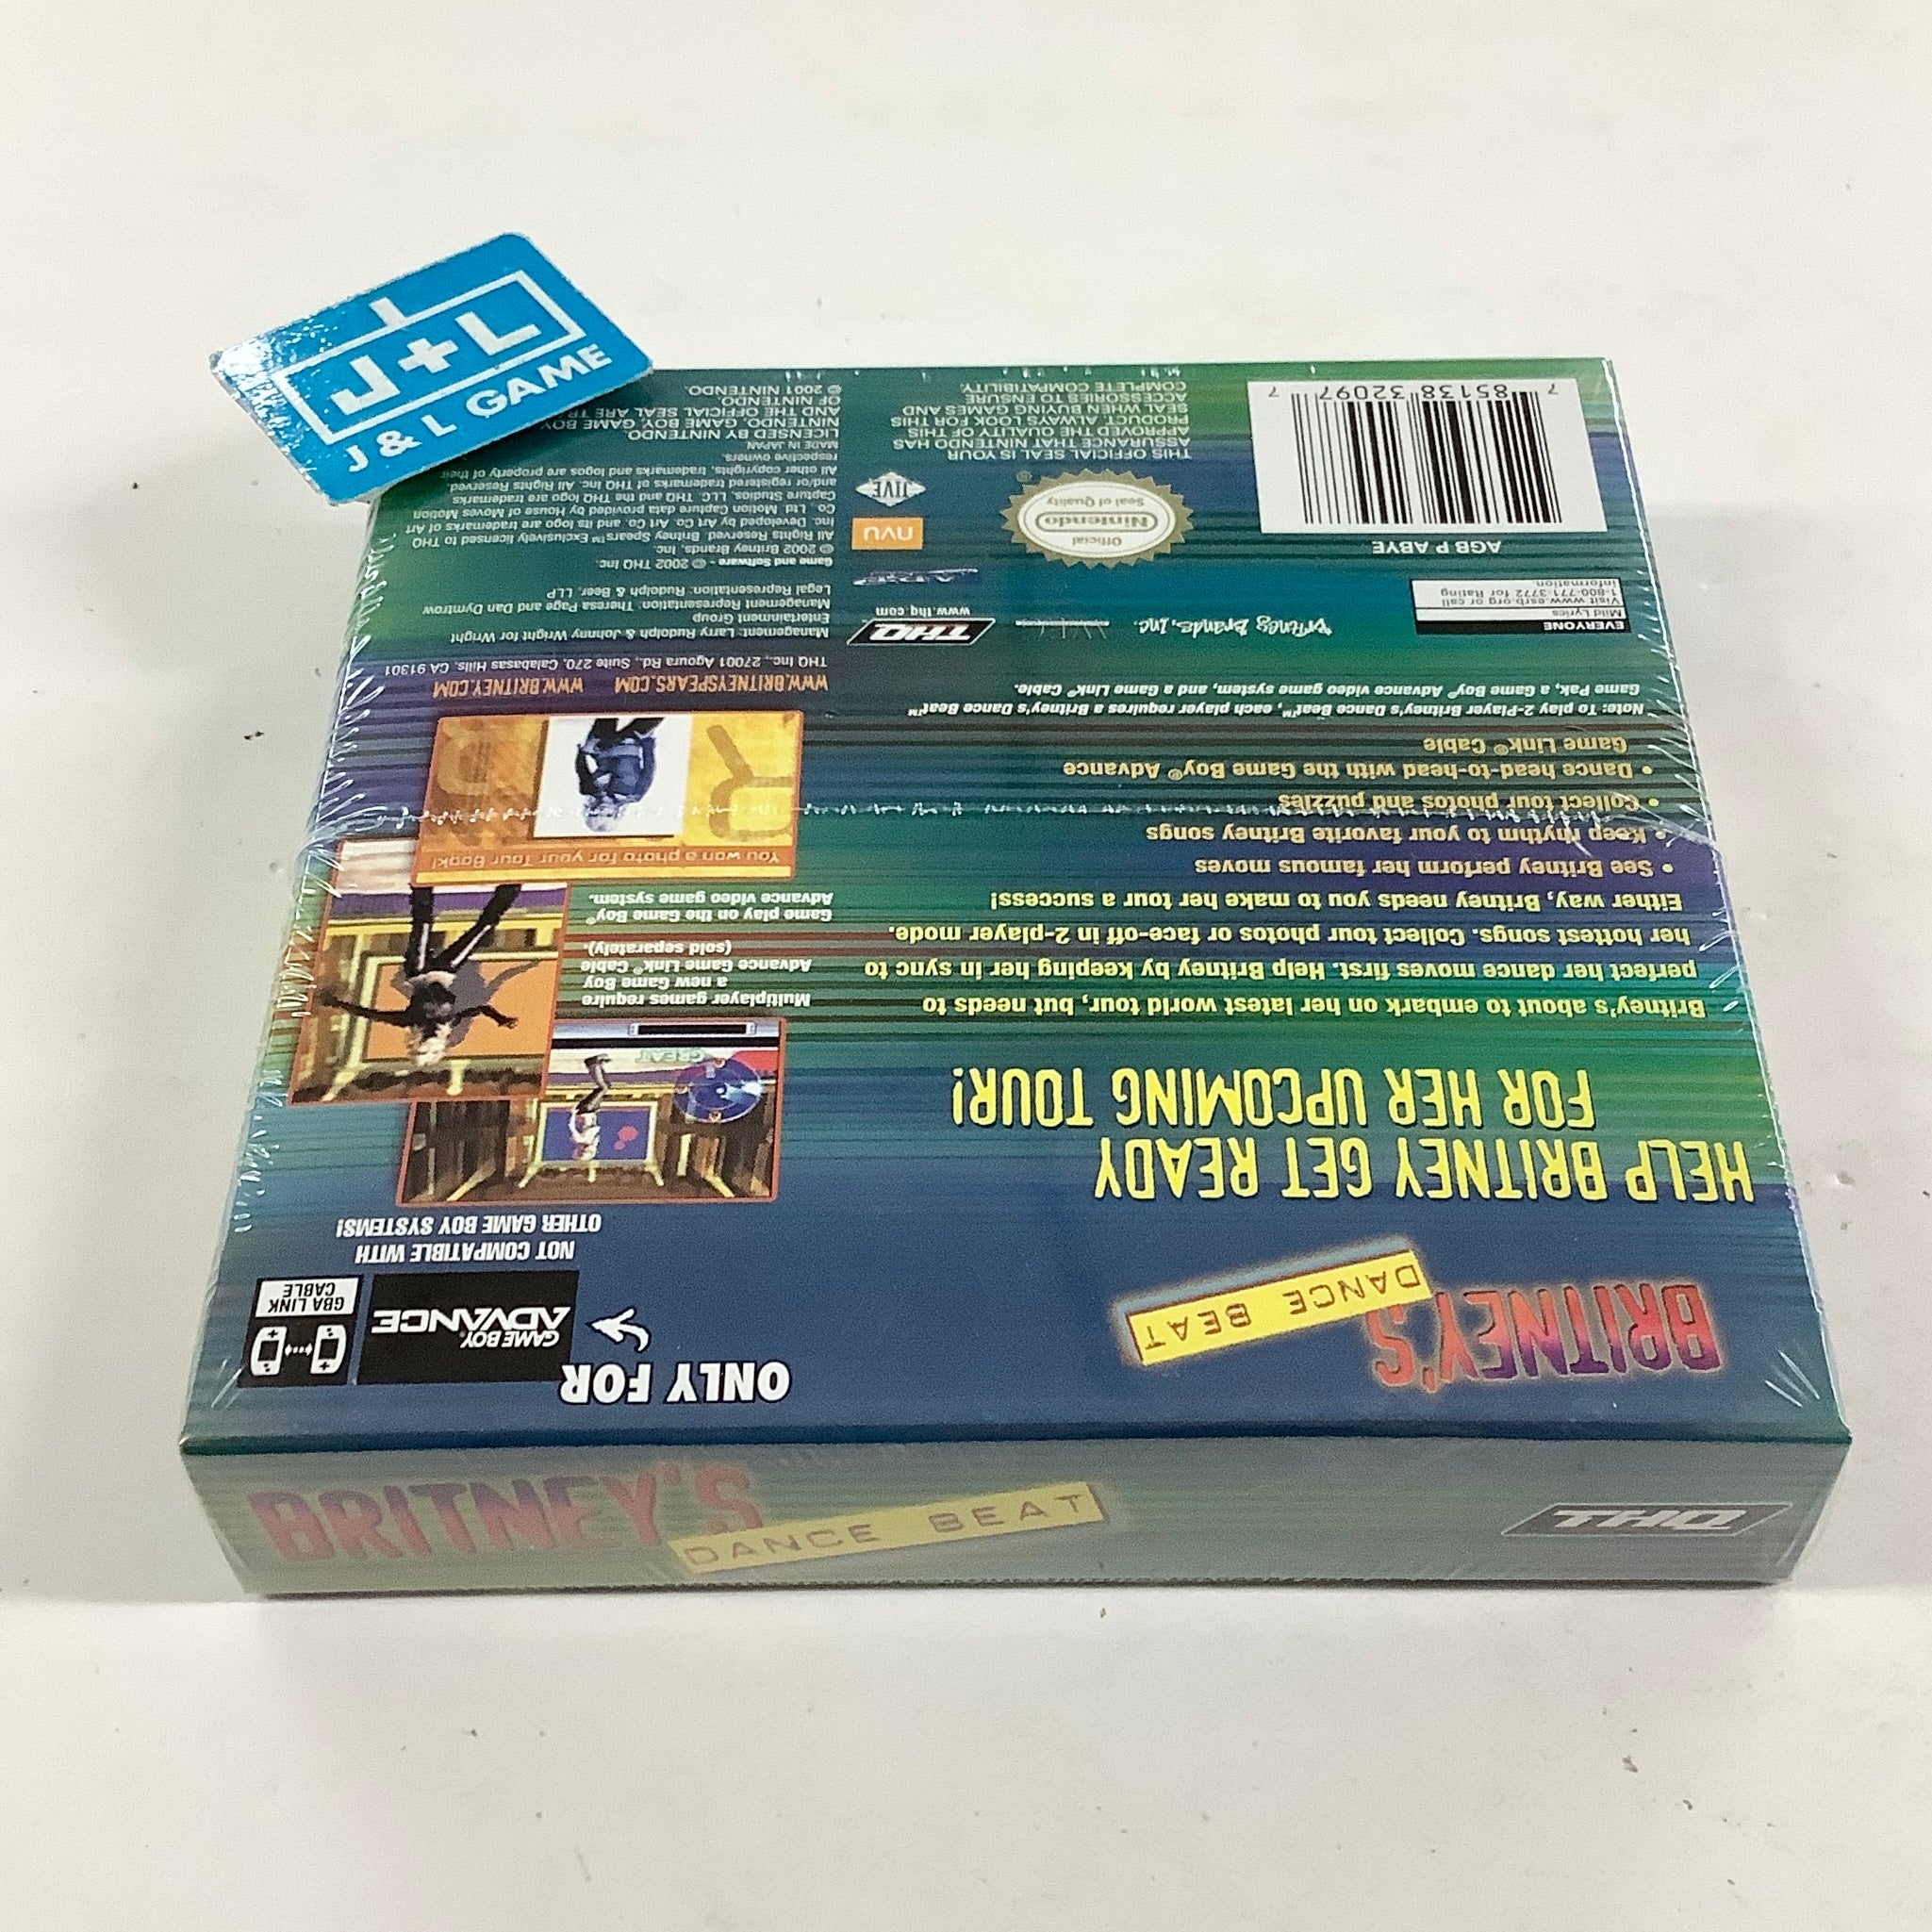 J+L
J & L GAME
BRITNEY'S
DANCE BEAT
ONLY FOR
GAME BOY
ADVANCE
GBA LINK
CABLE
NOT COMPATIBLE WITH
OTHER GAME BOY SYSTEMS!
HELP BRITNEY GET READY
FOR HER UPCOMING TOUR!
Britney's about to embark on her latest world tour, but needs to
perfect her dance moves first. Help Britney by keeping her in sync to
her hottest songs. Collect tour photos or face-off in 2-player mode.
Either way, Britney needs you to make her tour a success!
• See Britney perform her famous moves
• Keep rhythm to your favorite Britney songs
• Collect tour photos and puzzles
• Dance head-to-head with the Game Boy® Advance
Game Link® Cable
Note: To play 2-Player Britney's Dance Beat™, each player requires a Britney's Dance Beat™
Game Pak, a Game Boy® Advance video game system, and a Game Link® Cable.
GREAT
Multiplayer games require
a new Game Boy
Advance Game Link® Cable
(sold separately).
Game play on the Game Boy®
Advance video game system.
You won a photo for your Tour Book!
WWW.BRITNEYSPEARS.COM WWW.BRITNEY.COM
THQ Inc., 27001 Agoura Rd., Suite 270, Calabasas Hills, CA 91301
EVERYONE
Mild Lyrics
Visit www.esrb.org or call
1-800-771-3772 for Rating
Information.
Britney Brands, Inc.
THQ
www.thq.com
Management: Larry Rudolph & Johnny Wright for Wright
Entertainment Group
Management Representation: Theresa Page and Dan Dymtrow
Legal Representation: Rudolph & Beer, LLP
Game and Software - © 2002 THQ Inc.
© 2002 Britney Brands, Inc.
All Rights Reserved. Britney Spears™ Exclusively licensed to THQ
Inc. Developed by Art Co. Art Co. and its logo are trademarks of Art
Co., Ltd. Motion Capture data provided by House of Moves Motion
Capture Studios, LLC. THQ and the THQ logo are trademarks
and/or registered trademarks of THQ Inc. All Rights Reserved.
All other copyrights, trademarks and logos are property of their
respective owners.
MADE IN JAPAN
LICENSED BY NINTENDO
NINTENDO, GAME BOY, GAME BOY
AND THE OFFICIAL SEAL ARE
OF NINTENDO.
© 2001 NINTENDO.
nvu
JIVE
Official
Nintendo
Seal of Quality
®
THIS OFFICIAL SEAL IS YOUR
ASSURANCE THAT NINTENDO HAS
APPROVED THE QUALITY OF THIS
PRODUCT. ALWAYS LOOK FOR THIS
SEAL WHEN BUYING GAMES AND
ACCESSORIES TO ENSURE
COMPLETE COMPATIBILITY.
AGB P ABYE
7 85138 32097 7
BRITNEY'S
DANCE BEAT
THQ